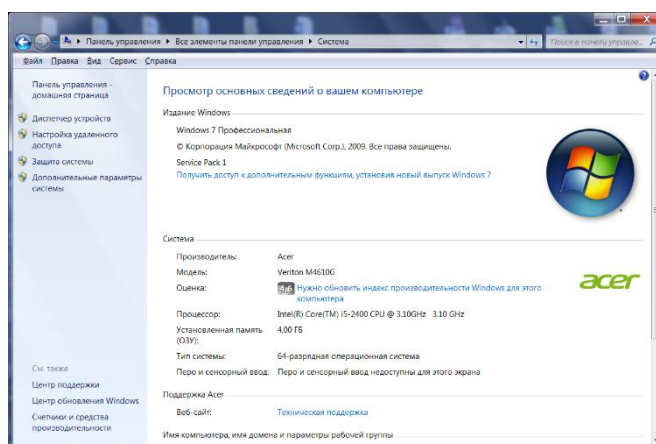 Панель управления ▸ Все элементы панели управления ▸ Система
Поиск в панели управле...
Файл Правка Вид Сервис Справка
Панель управления -
домашняя страница
Диспетчер устройств
Настройка удаленного
доступа
Защита системы
Дополнительные параметры
системы
См. также
Центр поддержки
Центр обновления Windows
Счетчики и средства
производительности
Просмотр основных сведений о вашем компьютере
Издание Windows
Windows 7 Профессиональная
© Корпорация Майкрософт (Microsoft Corp.), 2009. Все права защищены.
Service Pack 1
Получить доступ к дополнительным функциям, установив новый выпуск Windows 7
Система
Производитель: Acer
Модель: Veriton M4610G
Оценка: 4,6 Нужно обновить индекс производительности Windows для этого
компьютера
Процессор: Intel(R) Core(TM) i5-2400 CPU @ 3.10GHz 3.10 GHz
Установленная память 4,00 ГБ
(ОЗУ):
Тип системы: 64-разрядная операционная система
Перо и сенсорный ввод: Перо и сенсорный ввод недоступны для этого экрана
acer
Поддержка Acer
Веб-сайт: Техническая поддержка
Имя компьютера, имя домена и параметры рабочей группы